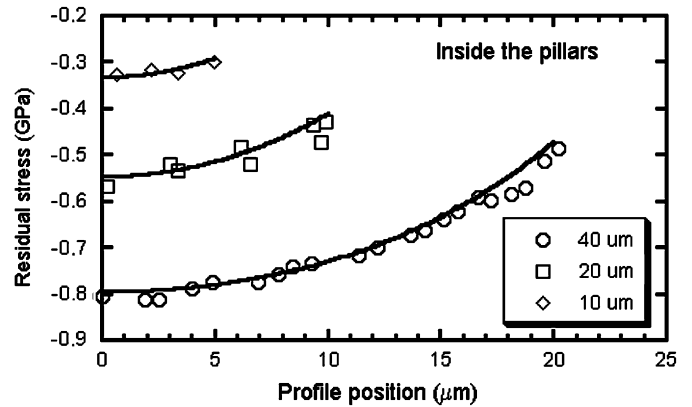 -0.2
-0.3
-0.4
-0.5
-0.6
-0.7
-0.8
-0.9
Residual stress (GPa)
Inside the pillars
40 um
20 um
10 um
0 5 10 15 20 25
Profile position (μm)